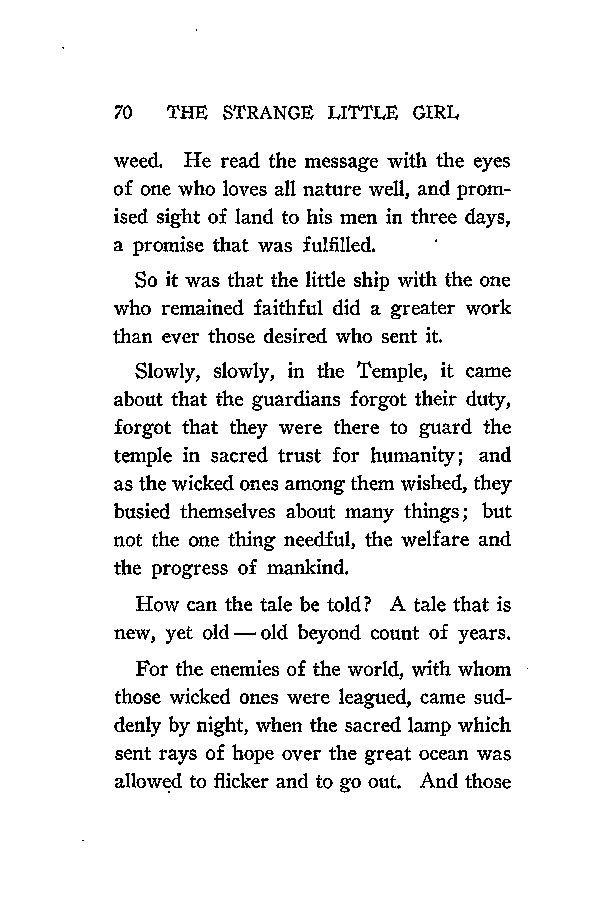 70 THE STRANGE LITTLE GIRL
weed. He read the message with the eyes
of one who loves all nature well, and prom-
ised sight of land to his men in three days,
a promise that was fulfilled.
So it was that the little ship with the one
who remained faithful did a greater work
than ever those desired who sent it.
Slowly, slowly, in the Temple, it came
about that the guardians forgot their duty,
forgot that they were there to guard the
temple in sacred trust for humanity; and
as the wicked ones among them wished, they
busied themselves about many things; but
not the one thing needful, the welfare and
the progress of mankind.
How can the tale be told? A tale that is
new, yet old — old beyond count of years.
For the enemies of the world, with whom
those wicked ones were leagued, came sud-
denly by night, when the sacred lamp which
sent rays of hope over the great ocean was
allowed to flicker and to go out. And those